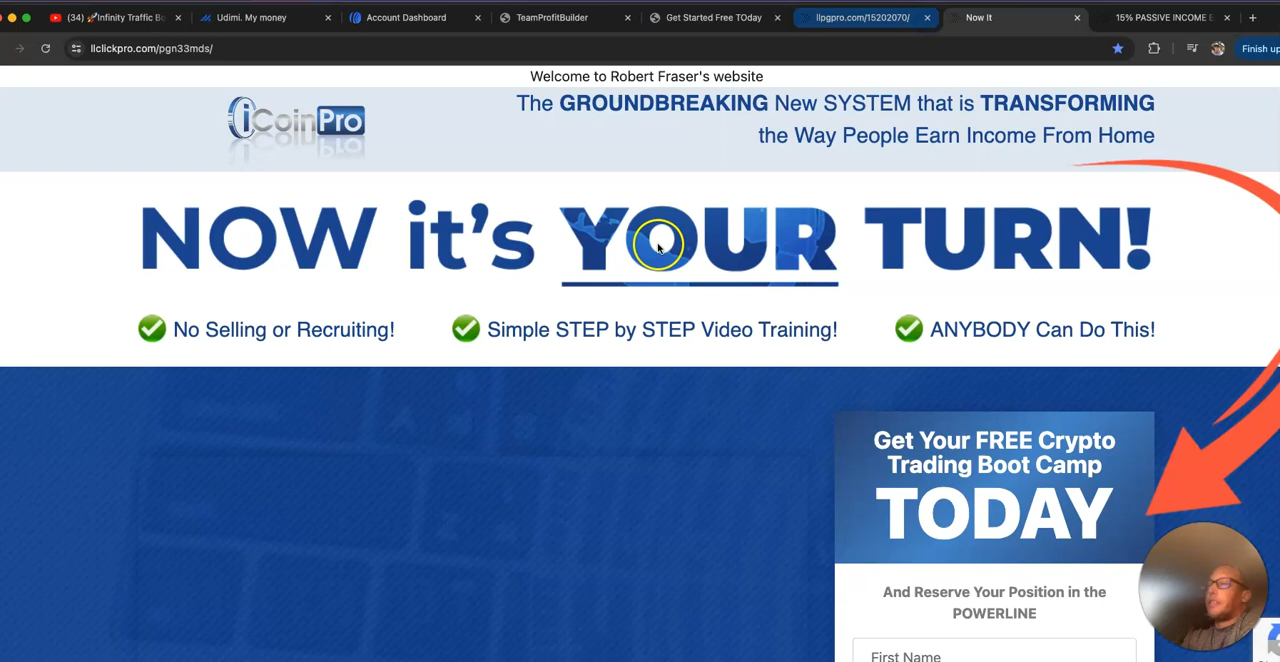 (34) 🚀Infinity Traffic Bo
Udimi. My money
Account Dashboard
TeamProfitBuilder
Get Started Free TOday
llpgpro.com/15202070/
Now It
15% PASSIVE INCOME E
llclickpro.com/pgn33mds/
Finish up
Welcome to Robert Fraser's website
iCoinPro
The GROUNDBREAKING New SYSTEM that is TRANSFORMING
the Way People Earn Income From Home
NOW it's YOUR TURN!
No Selling or Recruiting!
Simple STEP by STEP Video Training!
ANYBODY Can Do This!
Get Your FREE Crypto
Trading Boot Camp
TODAY
And Reserve Your Position in the
POWERLINE
First Name